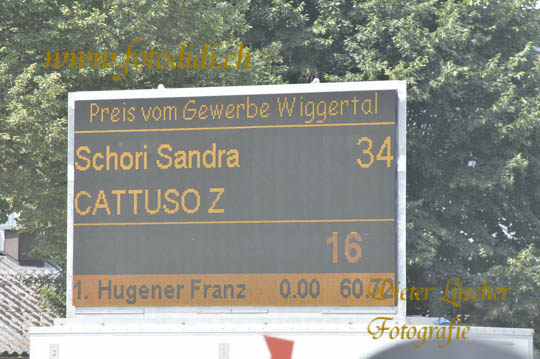 www.fotodidi.ch
Preis vom Gewerbe Wiggertal
Schori Sandra 34
CATTUSO Z
16
1. Hugener Franz 0.00
Dieter Lüscher
Fotografie